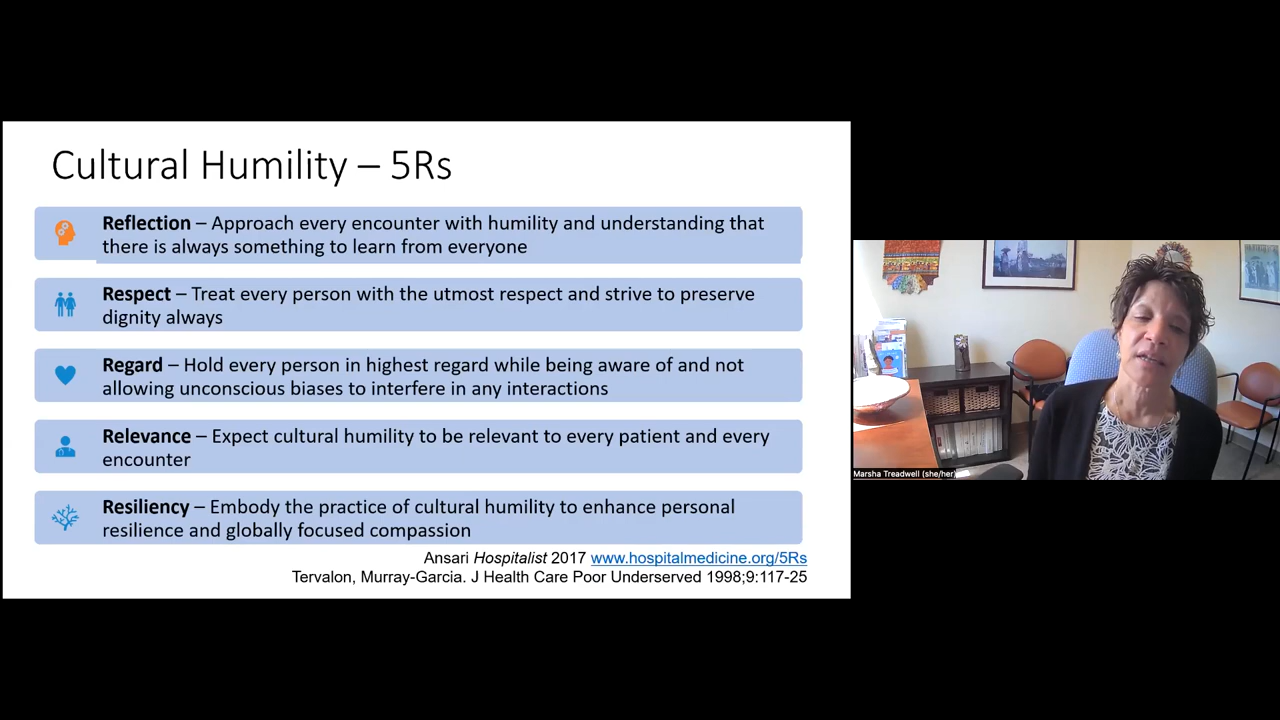 Cultural Humility – 5Rs
Reflection – Approach every encounter with humility and understanding that
there is always something to learn from everyone
Respect – Treat every person with the utmost respect and strive to preserve
dignity always
Regard – Hold every person in highest regard while being aware of and not
allowing unconscious biases to interfere in any interactions
Relevance – Expect cultural humility to be relevant to every patient and every
encounter
Resiliency – Embody the practice of cultural humility to enhance personal
resilience and globally focused compassion
Ansari Hospitalist 2017 www.hospitalmedicine.org/5Rs
Tervalon, Murray-Garcia. J Health Care Poor Underserved 1998;9:117-25
Marsha Treadwell (she/her)